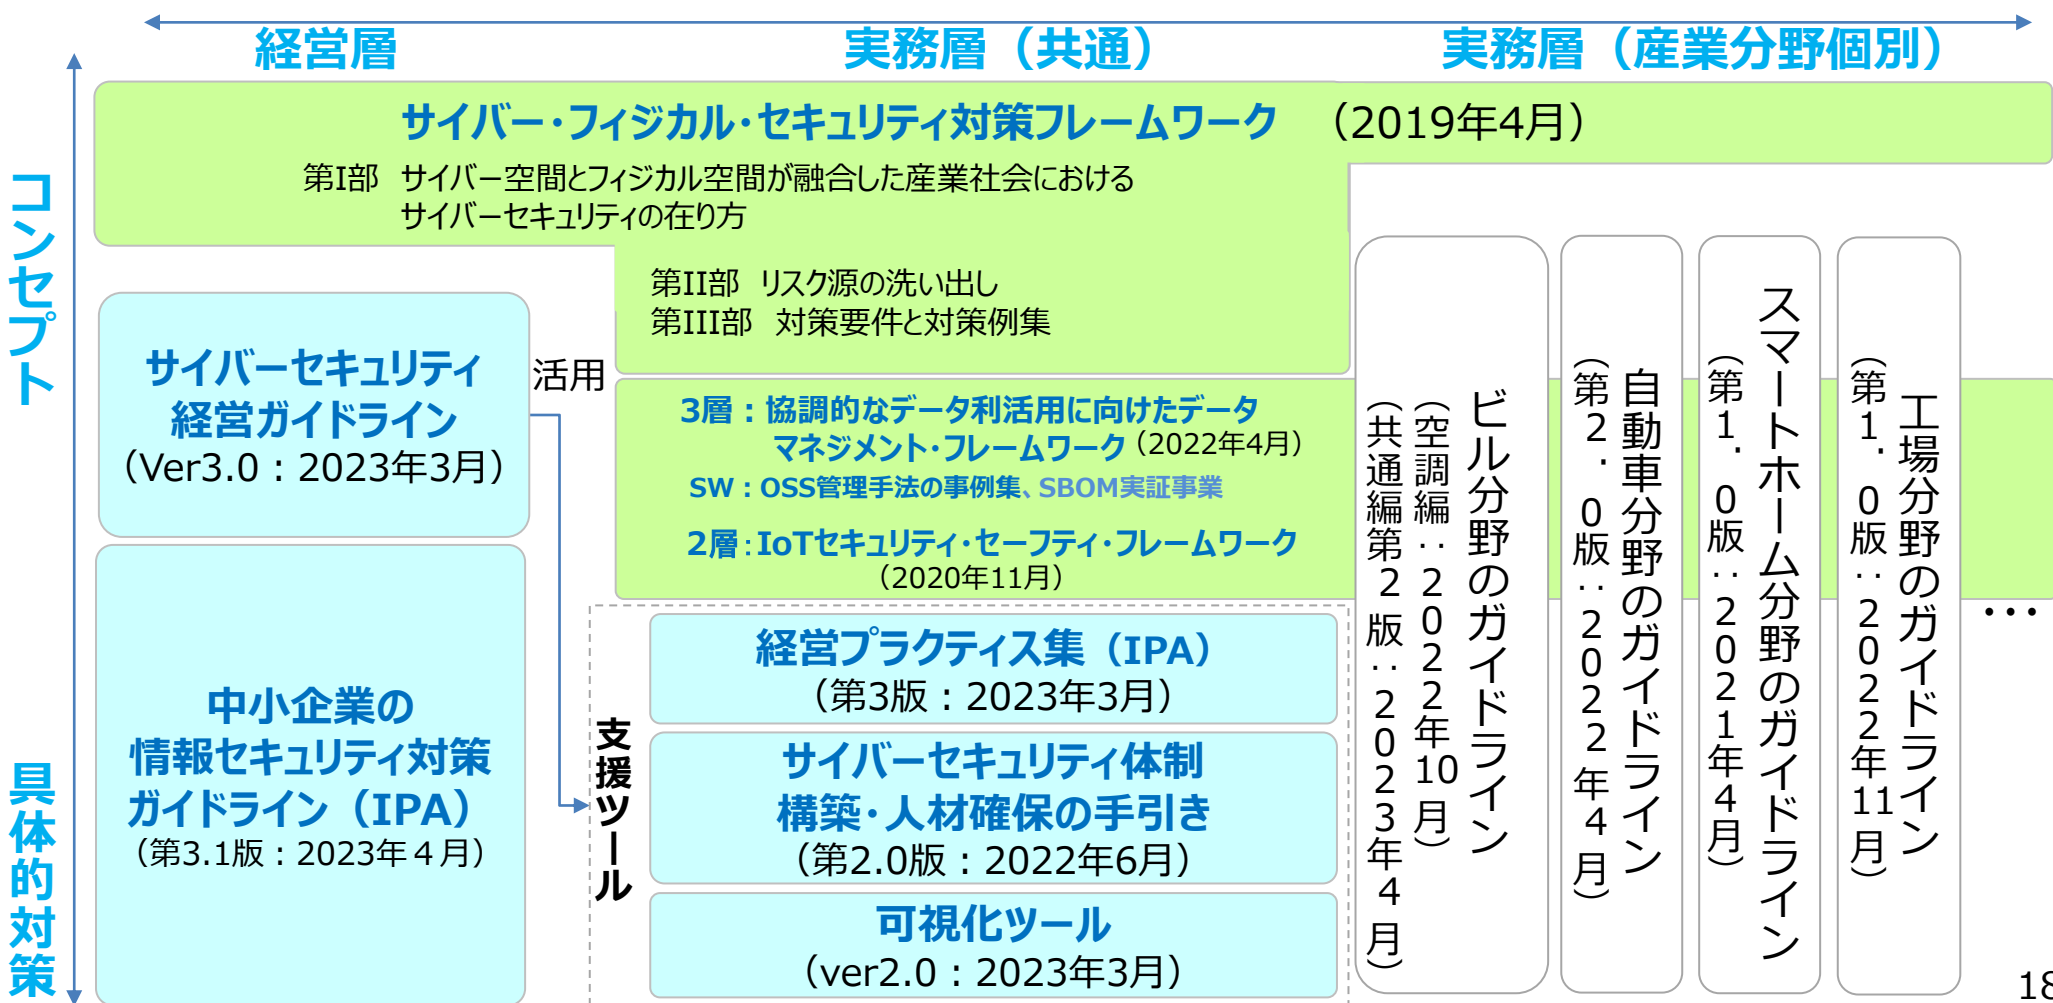 経営層
実務層（共通）
実務層（産業分野個別）
コンセプト
具体的対策
サイバー・フィジカル・セキュリティ対策フレームワーク （2019年4月）
第I部 サイバー空間とフィジカル空間が融合した産業社会における
サイバーセキュリティの在り方
第II部 リスク源の洗い出し
第III部 対策要件と対策例集
サイバーセキュリティ
経営ガイドライン
（Ver3.0：2023年3月）
活用
中小企業の
情報セキュリティ対策
ガイドライン（IPA）
（第3.1版：2023年４月）
3層：協調的なデータ利活用に向けたデータ
マネジメント・フレームワーク（2022年4月）
SW：OSS管理手法の事例集、SBOM実証事業
2層：IoTセキュリティ・セーフティ・フレームワーク
（2020年11月）
支援ツール
経営プラクティス集（IPA）
（第3版：2023年3月）
サイバーセキュリティ体制
構築・人材確保の手引き
（第2.0版：2022年6月）
可視化ツール
（ver2.0：2023年3月）
ビル分野のガイドライン
（空調編：２０２２年10月）
（共通編第２版：２０２３年４月）
自動車分野のガイドライン
（第２．０版：２０２２年４月）
スマートホーム分野のガイドライン
（第１．０版：２０２１年４月）
工場分野のガイドライン
（第１．０版：２０２２年11月）
…
18